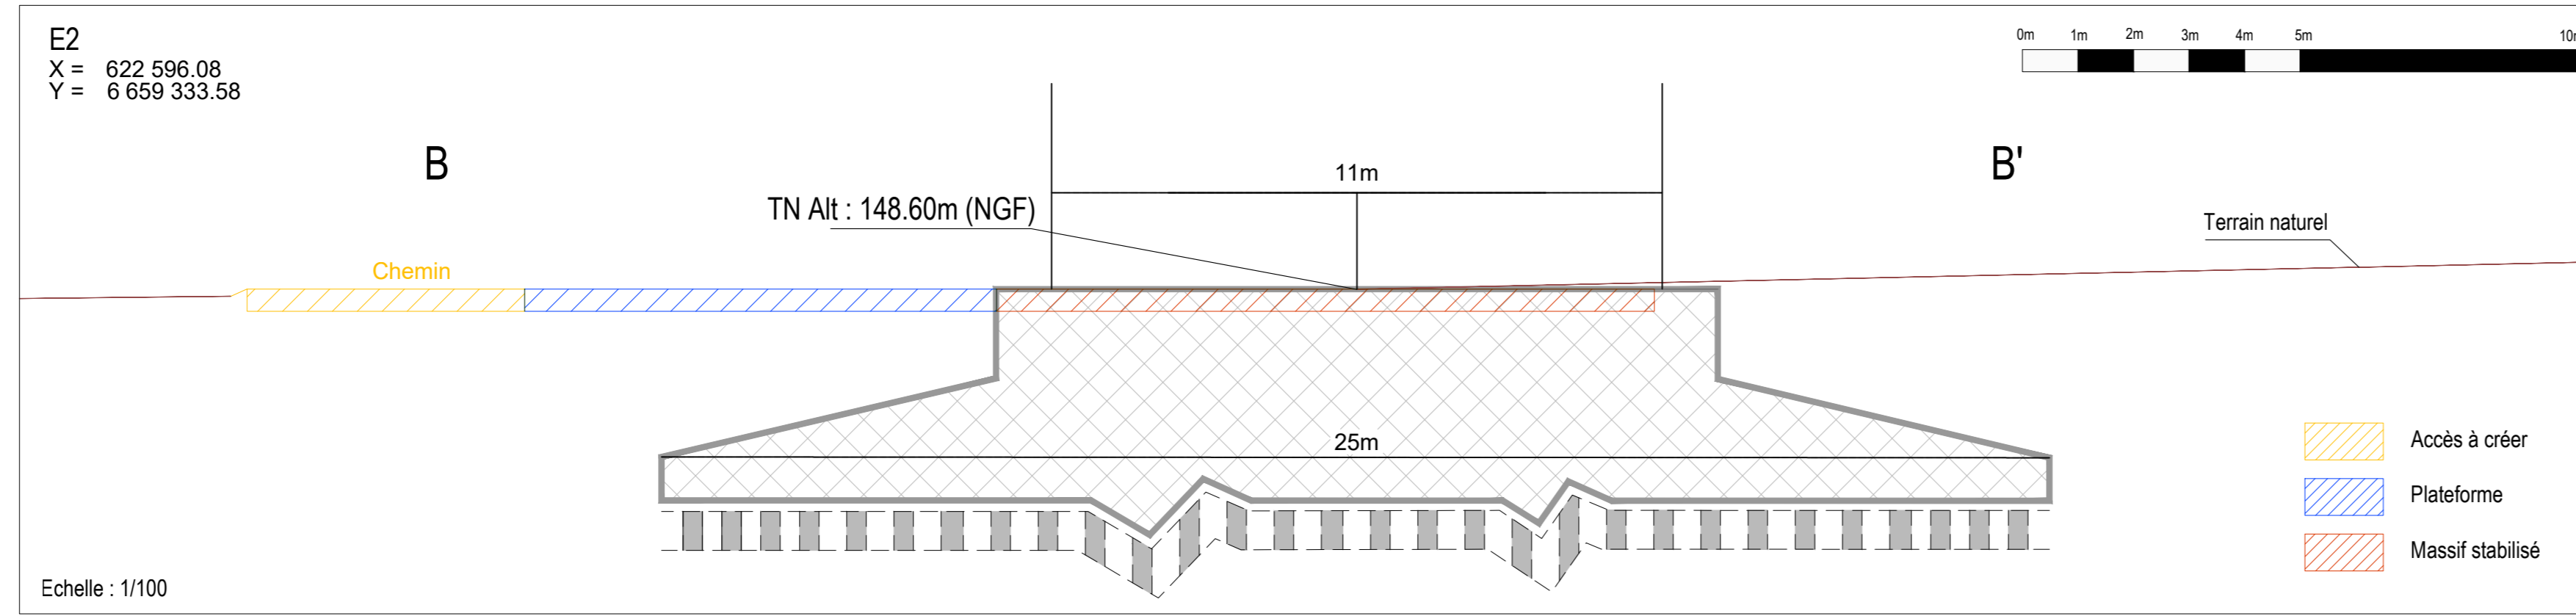 E2
X = 622 596.08
Y = 6 659 333.58
0m 1m 2m 3m 4m 5m 10m
B
B'
11m
TN Alt : 148.60m (NGF)
Terrain naturel
Chemin
25m
Accès à créer
Plateforme
Massif stabilisé
Echelle : 1/100